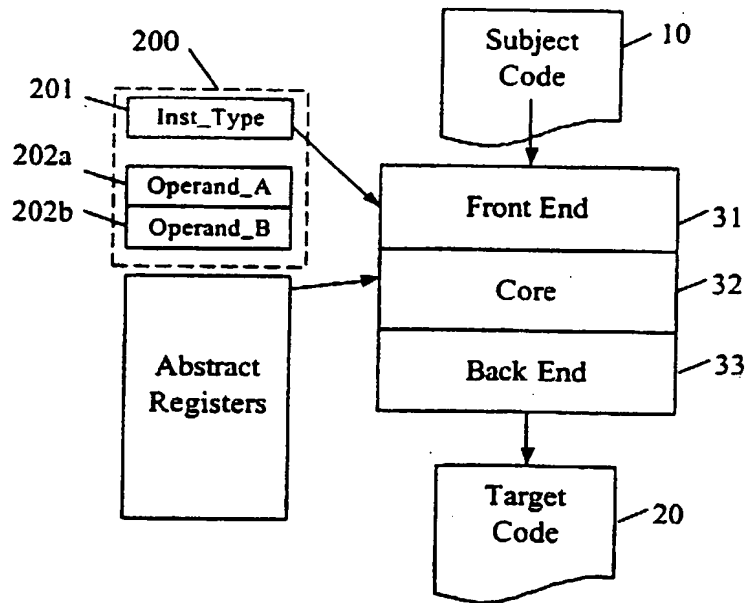 200
201
Inst_Type
202a
Operand_A
202b
Operand_B
Abstract
Registers
Subject
Code
10
Front End
31
Core
32
Back End
33
Target
Code
20